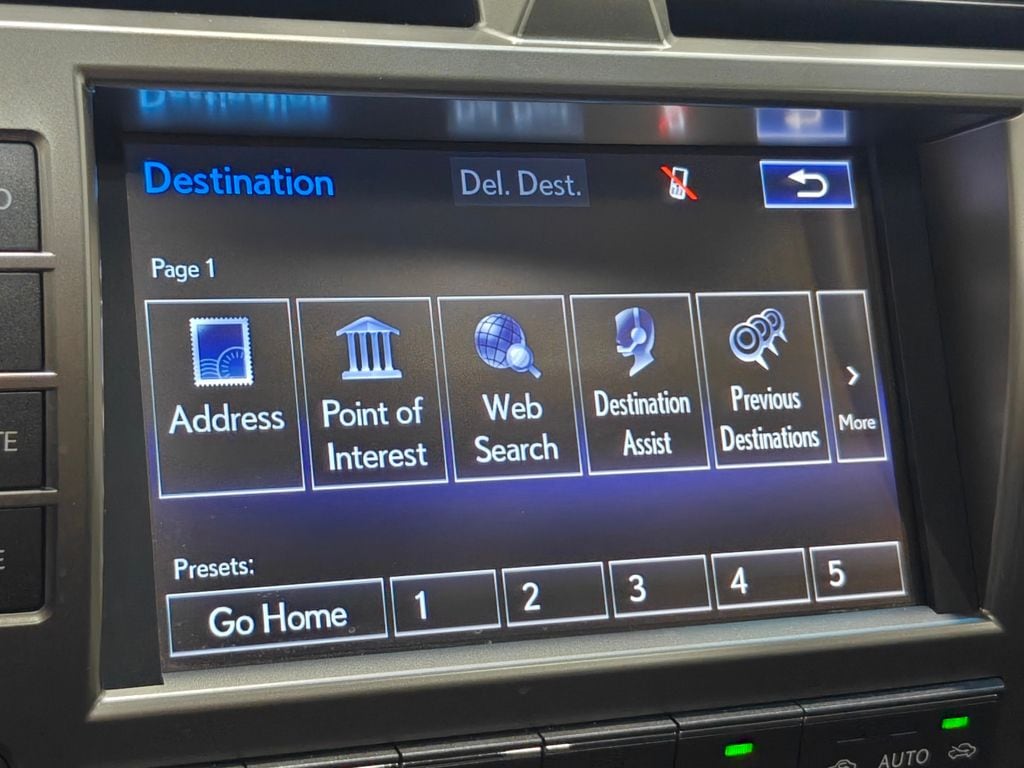 Destination
Del. Dest.
Page 1
Address
Point of
Interest
Web
Search
Destination
Assist
Previous
Destinations
More
Presets:
Go Home
1
2
3
4
5
AUTO